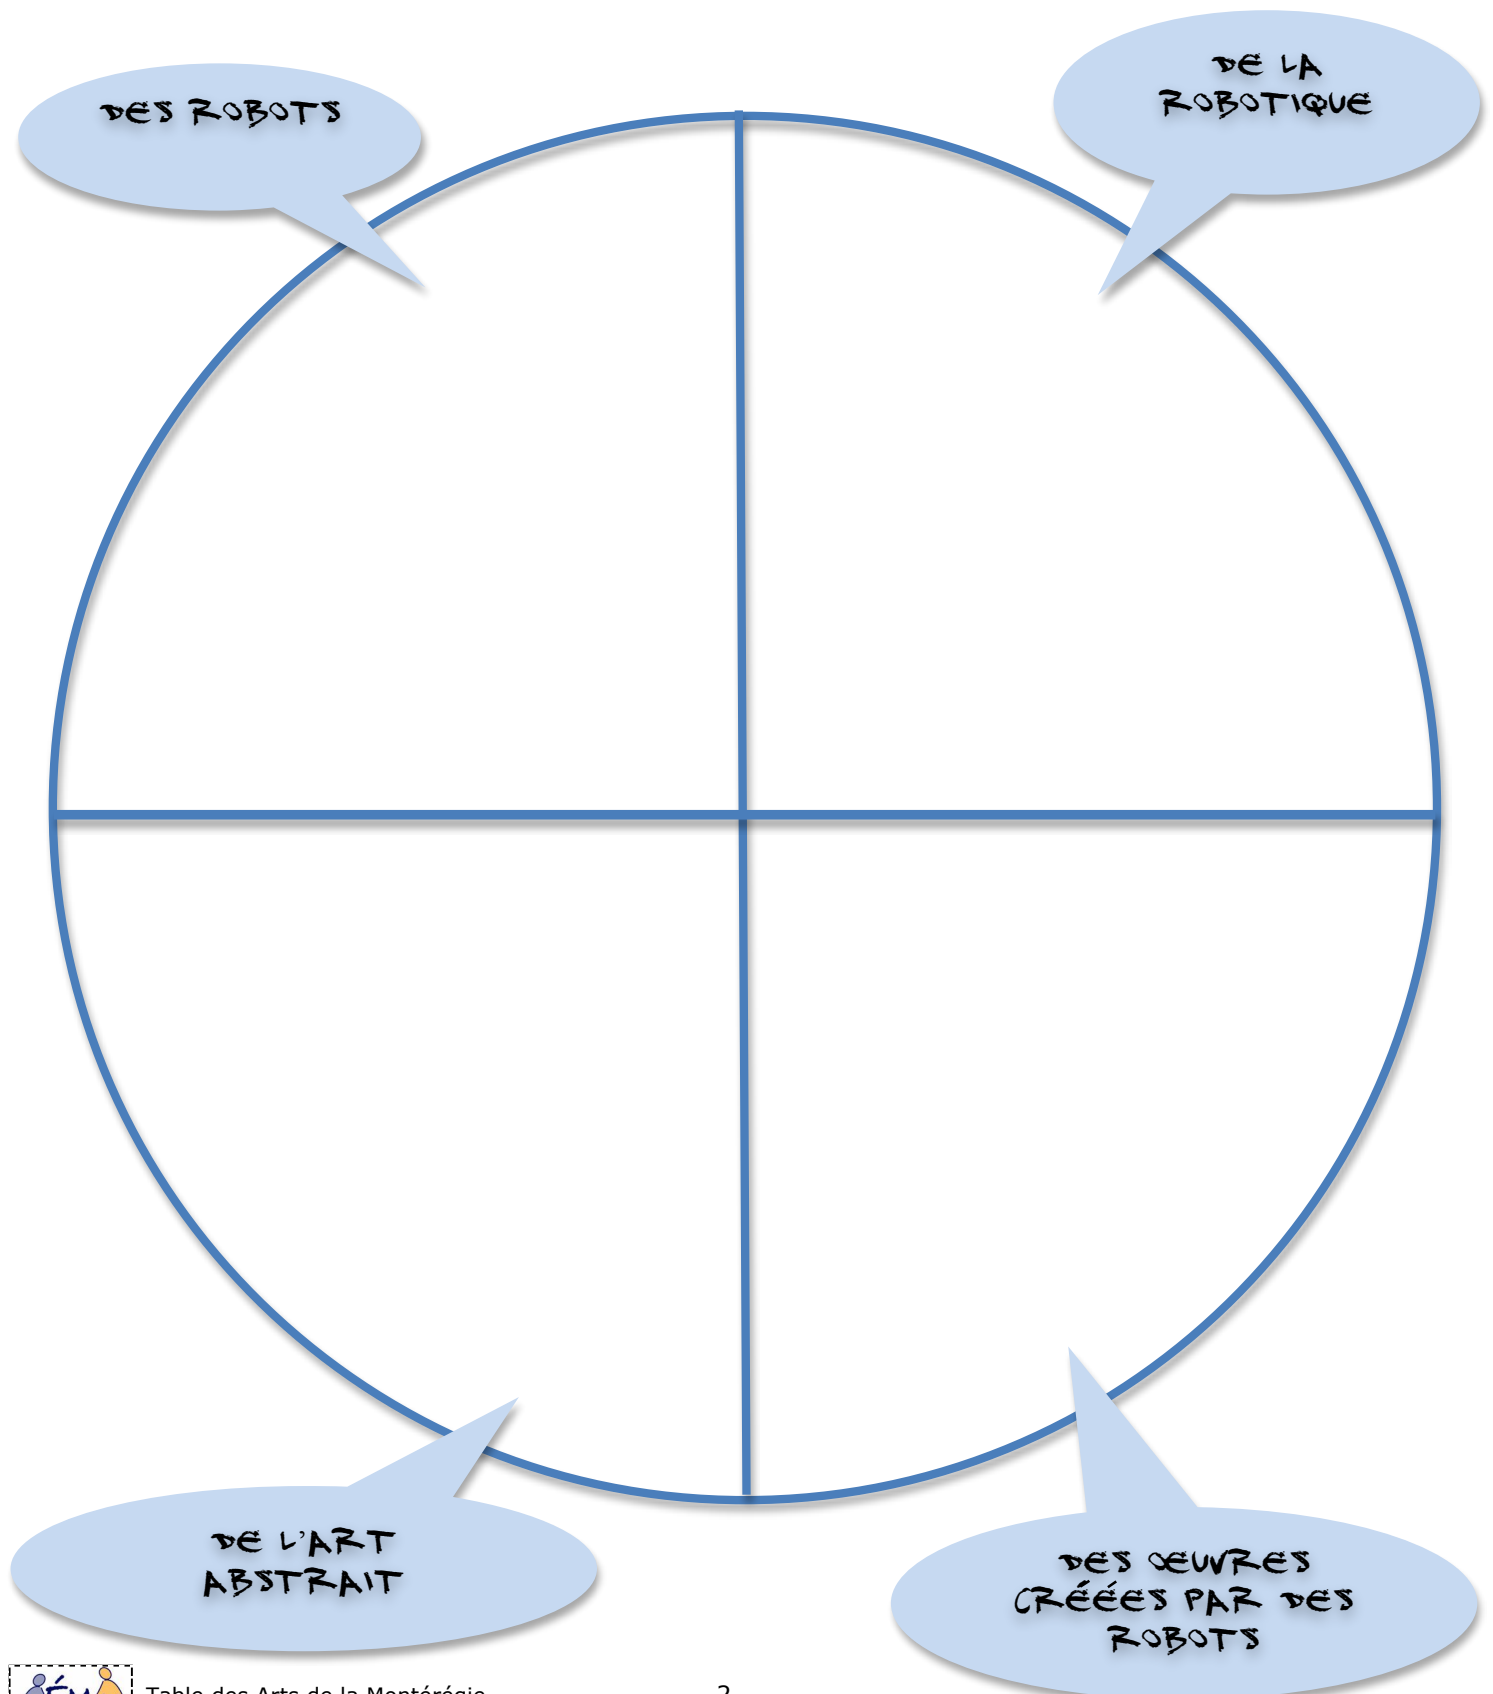 DES ROBOTS
DE LA
ROBOTIQUE
DE L'ART
ABSTRAIT
DES ŒUVRES
CRÉÉES PAR DES
ROBOTS
ÉM
Table des Arts de la Montérégie
2